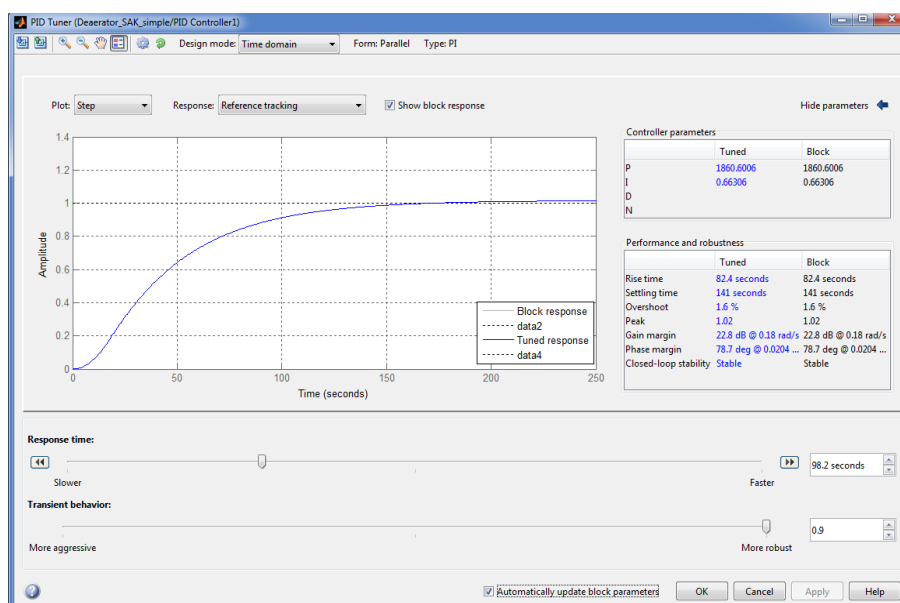 PID Tuner (Deaerator_SAK_simple/PID Controller1)
Design mode: Time domain Form: Parallel Type: PI
Plot: Step Response: Reference tracking Show block response Hide parameters
1.4
1.2
1
0.8
0.6
0.4
0.2
0
Amplitude
0 50 100 150 200 250
Time (seconds)
Block response
data2
Tuned response
data4
Controller parameters
Tuned Block
P 1860.6006 1860.6006
I 0.66306 0.66306
D
N
Performance and robustness
Tuned Block
Rise time 82.4 seconds 82.4 seconds
Settling time 141 seconds 141 seconds
Overshoot 1.6 % 1.6 %
Peak 1.02 1.02
Gain margin 22.8 dB @ 0.18 rad/s 22.8 dB @ 0.18 rad/s
Phase margin 78.7 deg @ 0.0204 ... 78.7 deg @ 0.0204 ...
Closed-loop stability Stable Stable
Response time:
98.2 seconds
Slower Faster
Transient behavior:
0.9
More aggressive More robust
Automatically update block parameters OK Cancel Apply Help